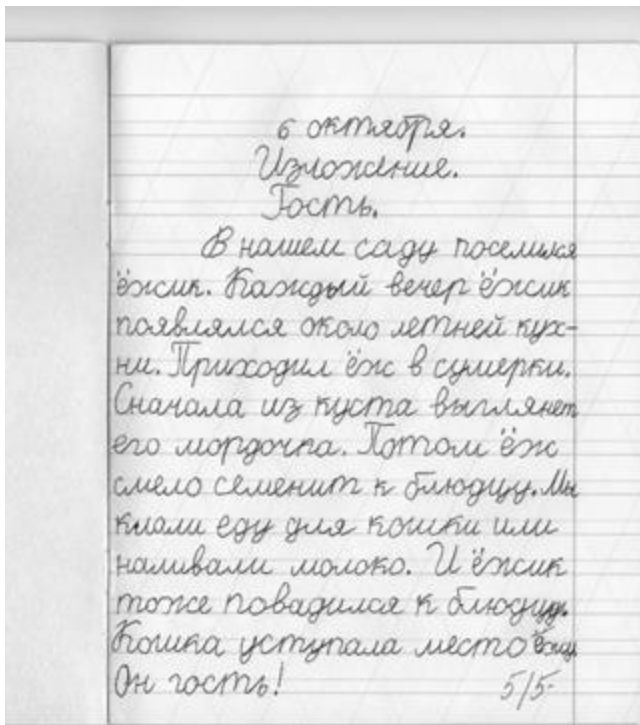 6 октября.
Изложение.
Гость.
В нашем саду поселился
ёжик. Каждый вечер ёжик
появлялся около летней кух-
ни. Приходил ёж в сумерки.
Сначала из куста выглянет
его мордочка. Потом ёж
смело семенит к блюдцу. Мы
клали еду для кошки или
наливали молоко. И ёжик
тоже повадился к блюдцу.
Кошка уступала место ёжу.
Он гость!
5/5-